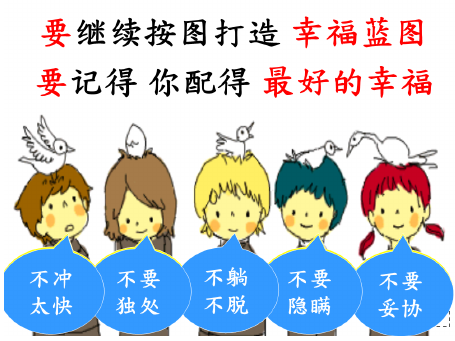 要继续按图打造 幸福蓝图
要记得 你配得 最好的幸福
不冲
太快
不要
独处
不躺
不脱
不要
隐瞒
不要
妥协